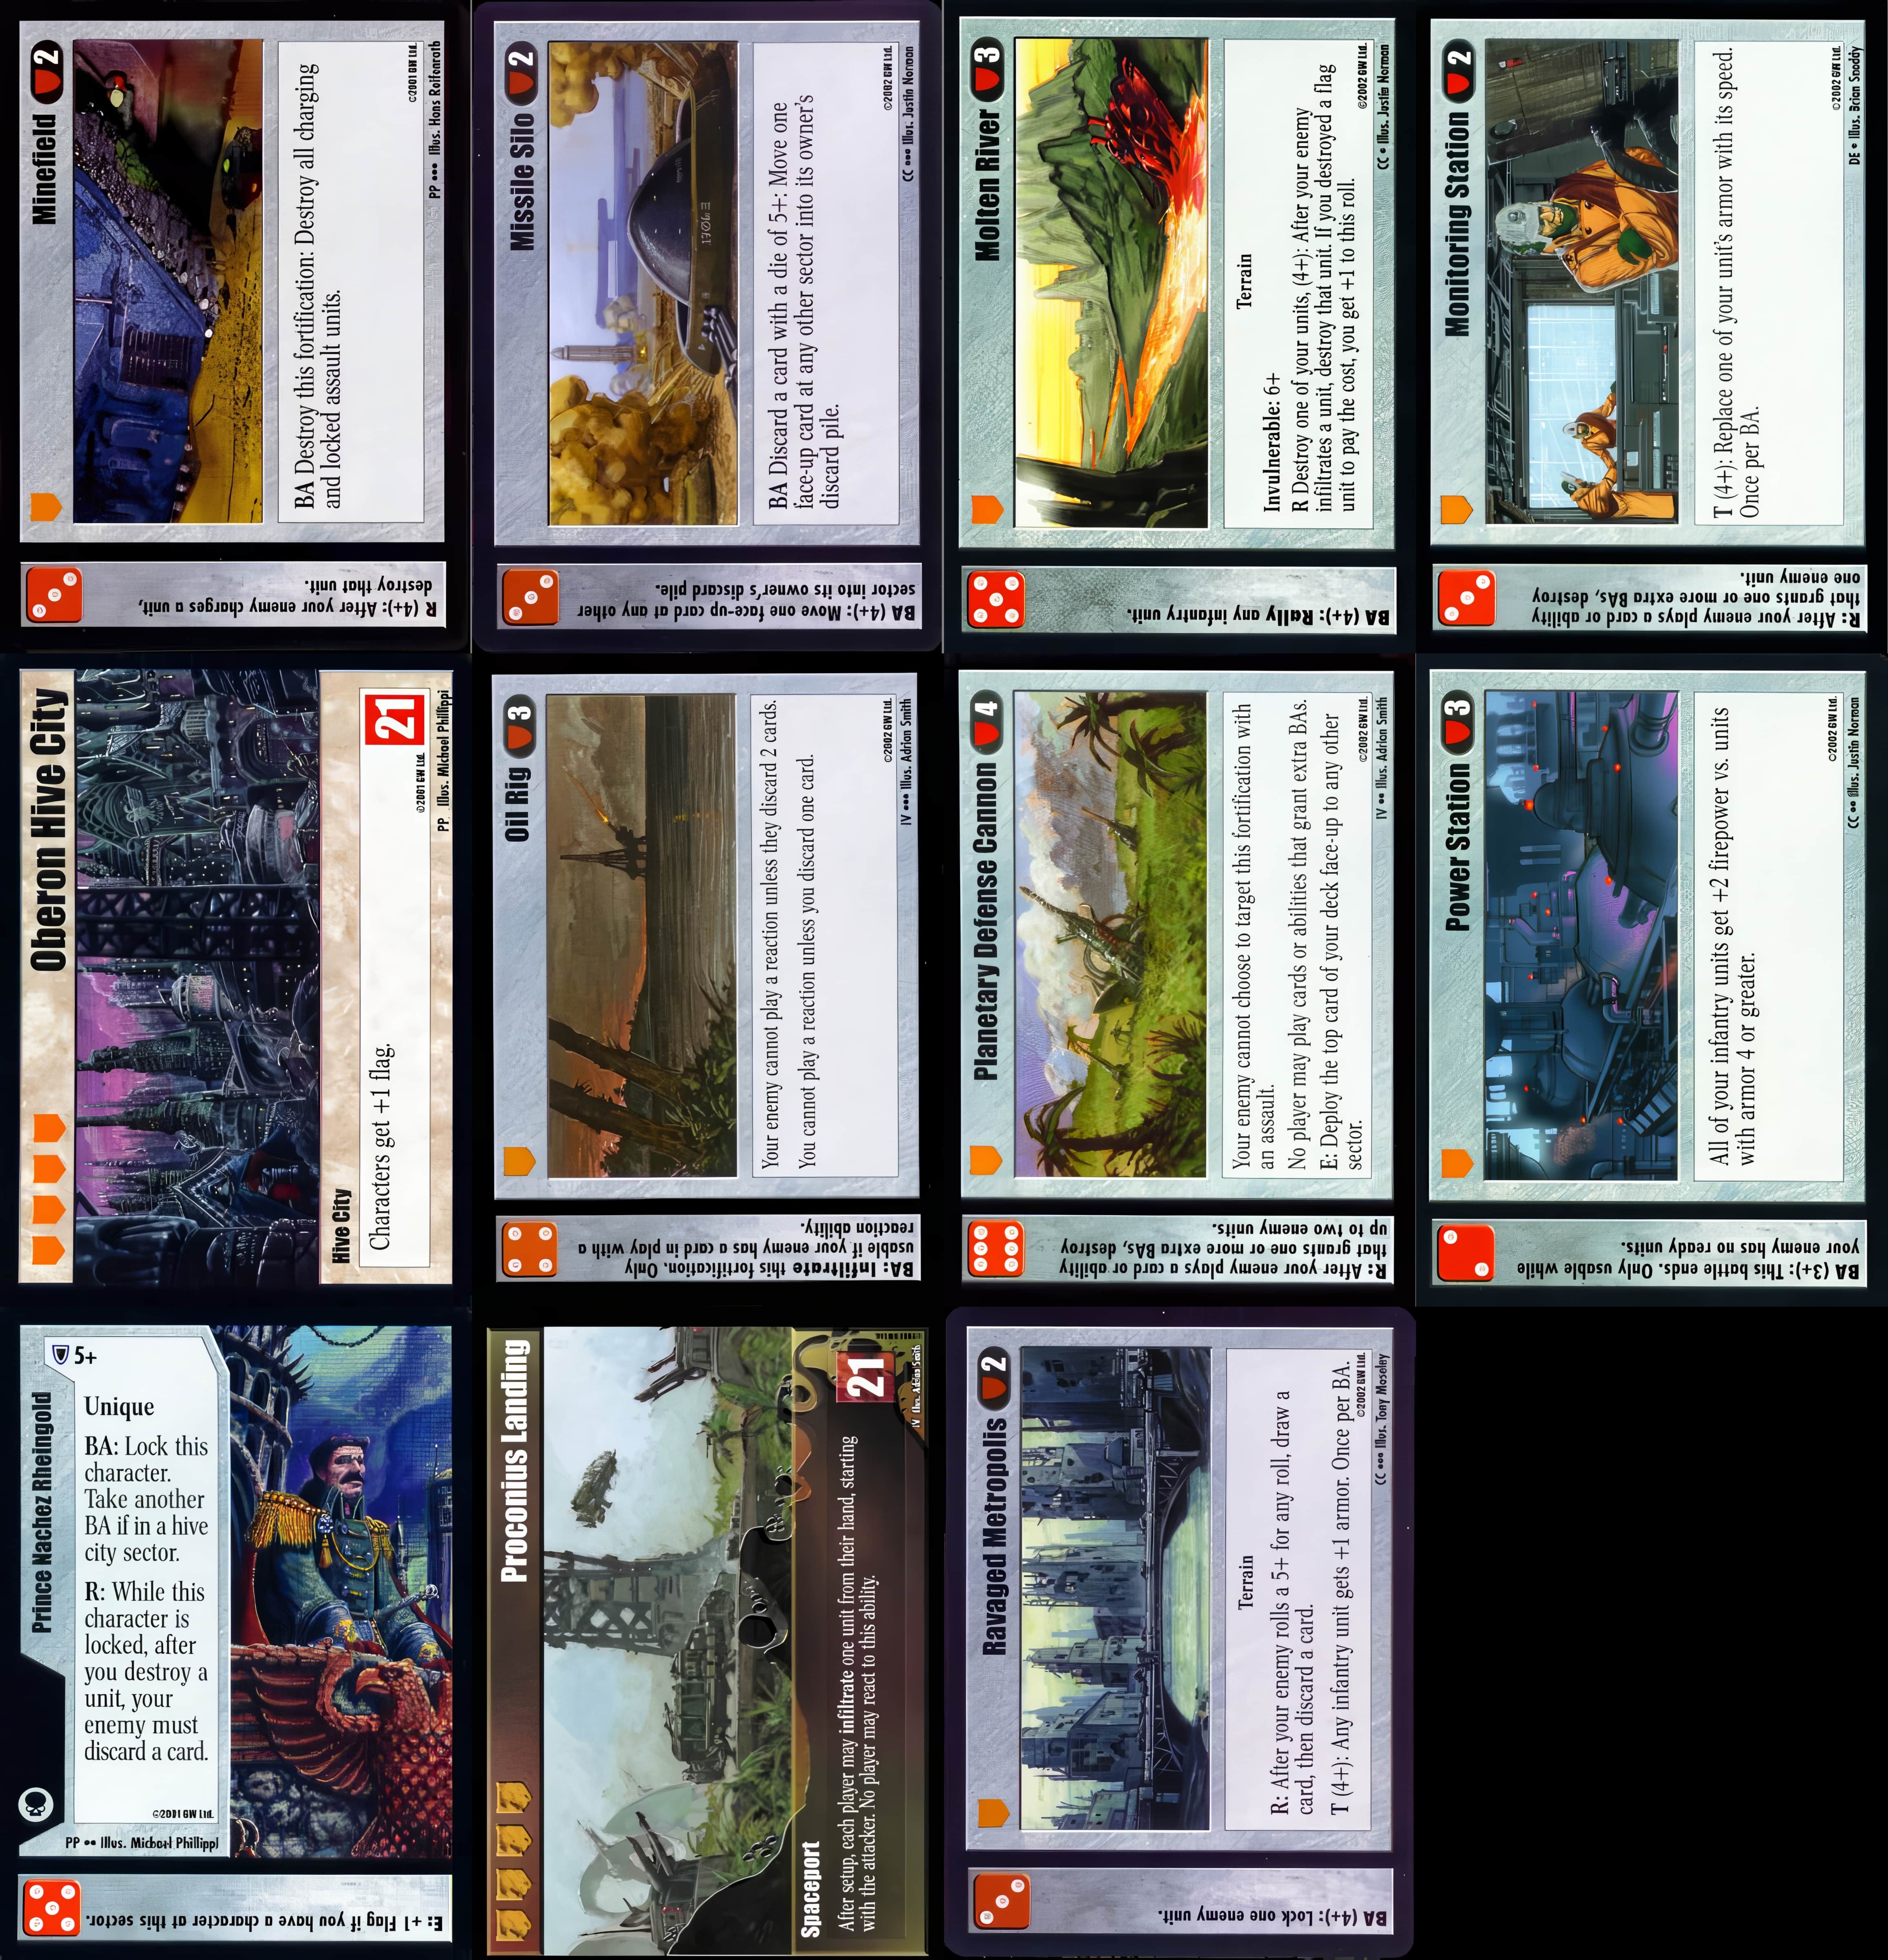 Minefield
2
BA Destroy this fortification: Destroy all charging
and locked assault units.
©2001 GW Ltd.
PP ••• Illus. Hans Reifenrath
R (4+): After your enemy charges a unit,
destroy that unit.
Missile Silo
2
BA Discard a card with a die of 5+: Move one
face-up card at any other sector into its owner's
discard pile.
©2002 GW Ltd.
CC ••• Illus. Justin Norman
BA (4+): Move one face-up card at any other
sector into its owner's discard pile.
Molten River
3
Terrain
Invulnerable: 6+
R Destroy one of your units, (4+): After your enemy
infiltrates a unit, destroy that unit. If you destroyed a flag
unit to pay the cost, you get +1 to this roll.
©2002 GW Ltd.
CC • Illus. Justin Norman
BA (4+): Rally any infantry unit.
Monitoring Station
2
T (4+): Replace one of your unit's armor with its speed.
Once per BA.
©2002 GW Ltd.
DE • Illus. Brian Snoddy
R: After your enemy plays a card or ability
that grants one or more extra BAs, destroy
one enemy unit.
Oberon Hive City
Hive City
Characters get +1 flag.
21
©2001 GW Ltd.
PP Illus. Michael Phillippi
Oil Rig
3
Your enemy cannot play a reaction unless they discard 2 cards.
You cannot play a reaction unless you discard one card.
©2002 GW Ltd.
IV ••• Illus. Adrian Smith
BA: Infiltrate this fortification. Only
usable if your enemy has a card in play with a
reaction ability.
Planetary Defense Cannon
4
Your enemy cannot choose to target this fortification with
an assault.
No player may play cards or abilities that grant extra BAs.
E: Deploy the top card of your deck face-up to any other
sector.
©2002 GW Ltd.
IV •• Illus. Adrian Smith
R: After your enemy plays a card or ability
that grants one or more extra BAs, destroy
up to two enemy units.
Power Station
3
All of your infantry units get +2 firepower vs. units
with armor 4 or greater.
©2002 GW Ltd.
CC •• Illus. Justin Norman
BA (3+): This battle ends. Only usable while
your enemy has no ready units.
Prince Nachez Rheingold
5+
Unique
BA: Lock this
character.
Take another
BA if in a hive
city sector.
R: While this
character is
locked, after
you destroy a
unit, your
enemy must
discard a card.
©2001 GW Ltd.
PP •• Illus. Michael Phillippi
E: +1 Flag if you have a character at this sector.
Proconius Landing
Spaceport
After setup, each player may infiltrate one unit from their hand, starting
with the attacker. No player may react to this ability.
21
IV Illus. Adrian Smith
Ravaged Metropolis
2
Terrain
R: After your enemy rolls a 5+ for any roll, draw a
card, then discard a card.
T (4+): Any infantry unit gets +1 armor. Once per BA.
©2002 GW Ltd.
CC ••• Illus. Tony Moseley
BA (4+): Lock one enemy unit.